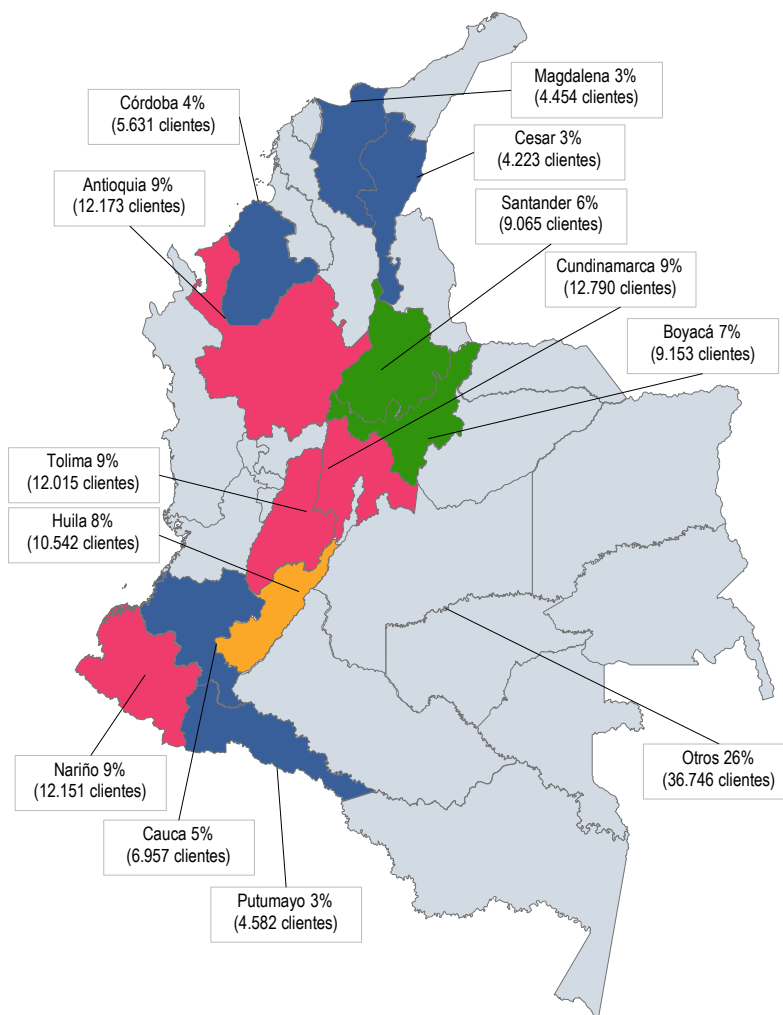 Magdalena 3%
(4.454 clientes)
Córdoba 4%
(5.631 clientes)
Cesar 3%
(4.223 clientes)
Antioquia 9%
(12.173 clientes)
Santander 6%
(9.065 clientes)
Cundinamarca 9%
(12.790 clientes)
Boyacá 7%
(9.153 clientes)
Tolima 9%
(12.015 clientes)
Huila 8%
(10.542 clientes)
Otros 26%
(36.746 clientes)
Nariño 9%
(12.151 clientes)
Cauca 5%
(6.957 clientes)
Putumayo 3%
(4.582 clientes)